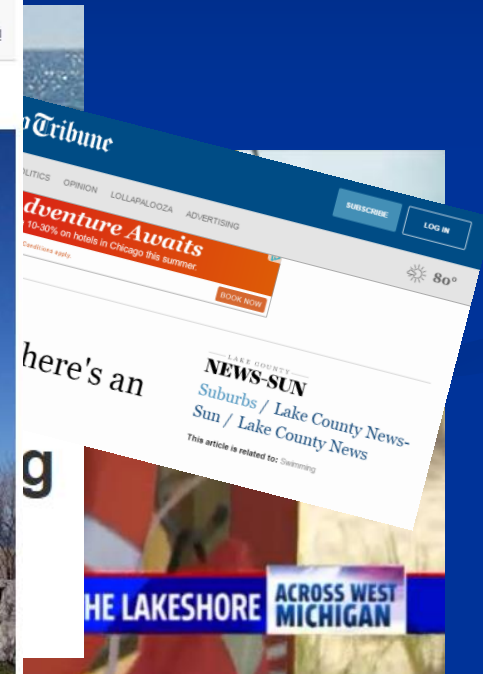 Tribune
SUBSCRIBE
LOG IN
OPINION LOLLAPALOOZA ADVERTISING
80°
dventure Awaits
10-30% on hotels in Chicago this summer.
Conditions apply.
BOOK NOW
here's an
LAKE COUNTY
NEWS-SUN
Suburbs / Lake County News-
Sun / Lake County News
This article is related to: Swimming
g
HE LAKESHORE
ACROSS WEST
MICHIGAN